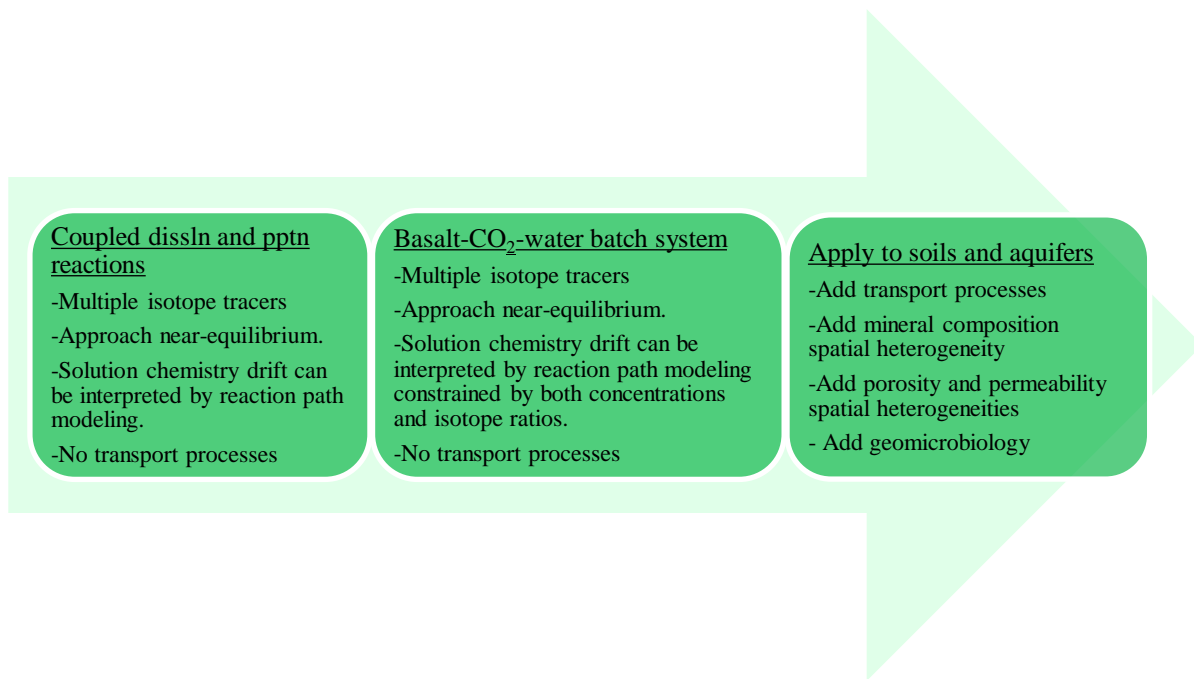 Coupled dissln and pptn
reactions
-Multiple isotope tracers
-Approach near-equilibrium.
-Solution chemistry drift can
be interpreted by reaction path
modeling.
-No transport processes
Basalt-CO₂-water batch system
-Multiple isotope tracers
-Approach near-equilibrium.
-Solution chemistry drift can be
interpreted by reaction path modeling
constrained by both concentrations
and isotope ratios.
-No transport processes
Apply to soils and aquifers
-Add transport processes
-Add mineral composition
spatial heterogeneity
-Add porosity and permeability
spatial heterogeneities
- Add geomicrobiology